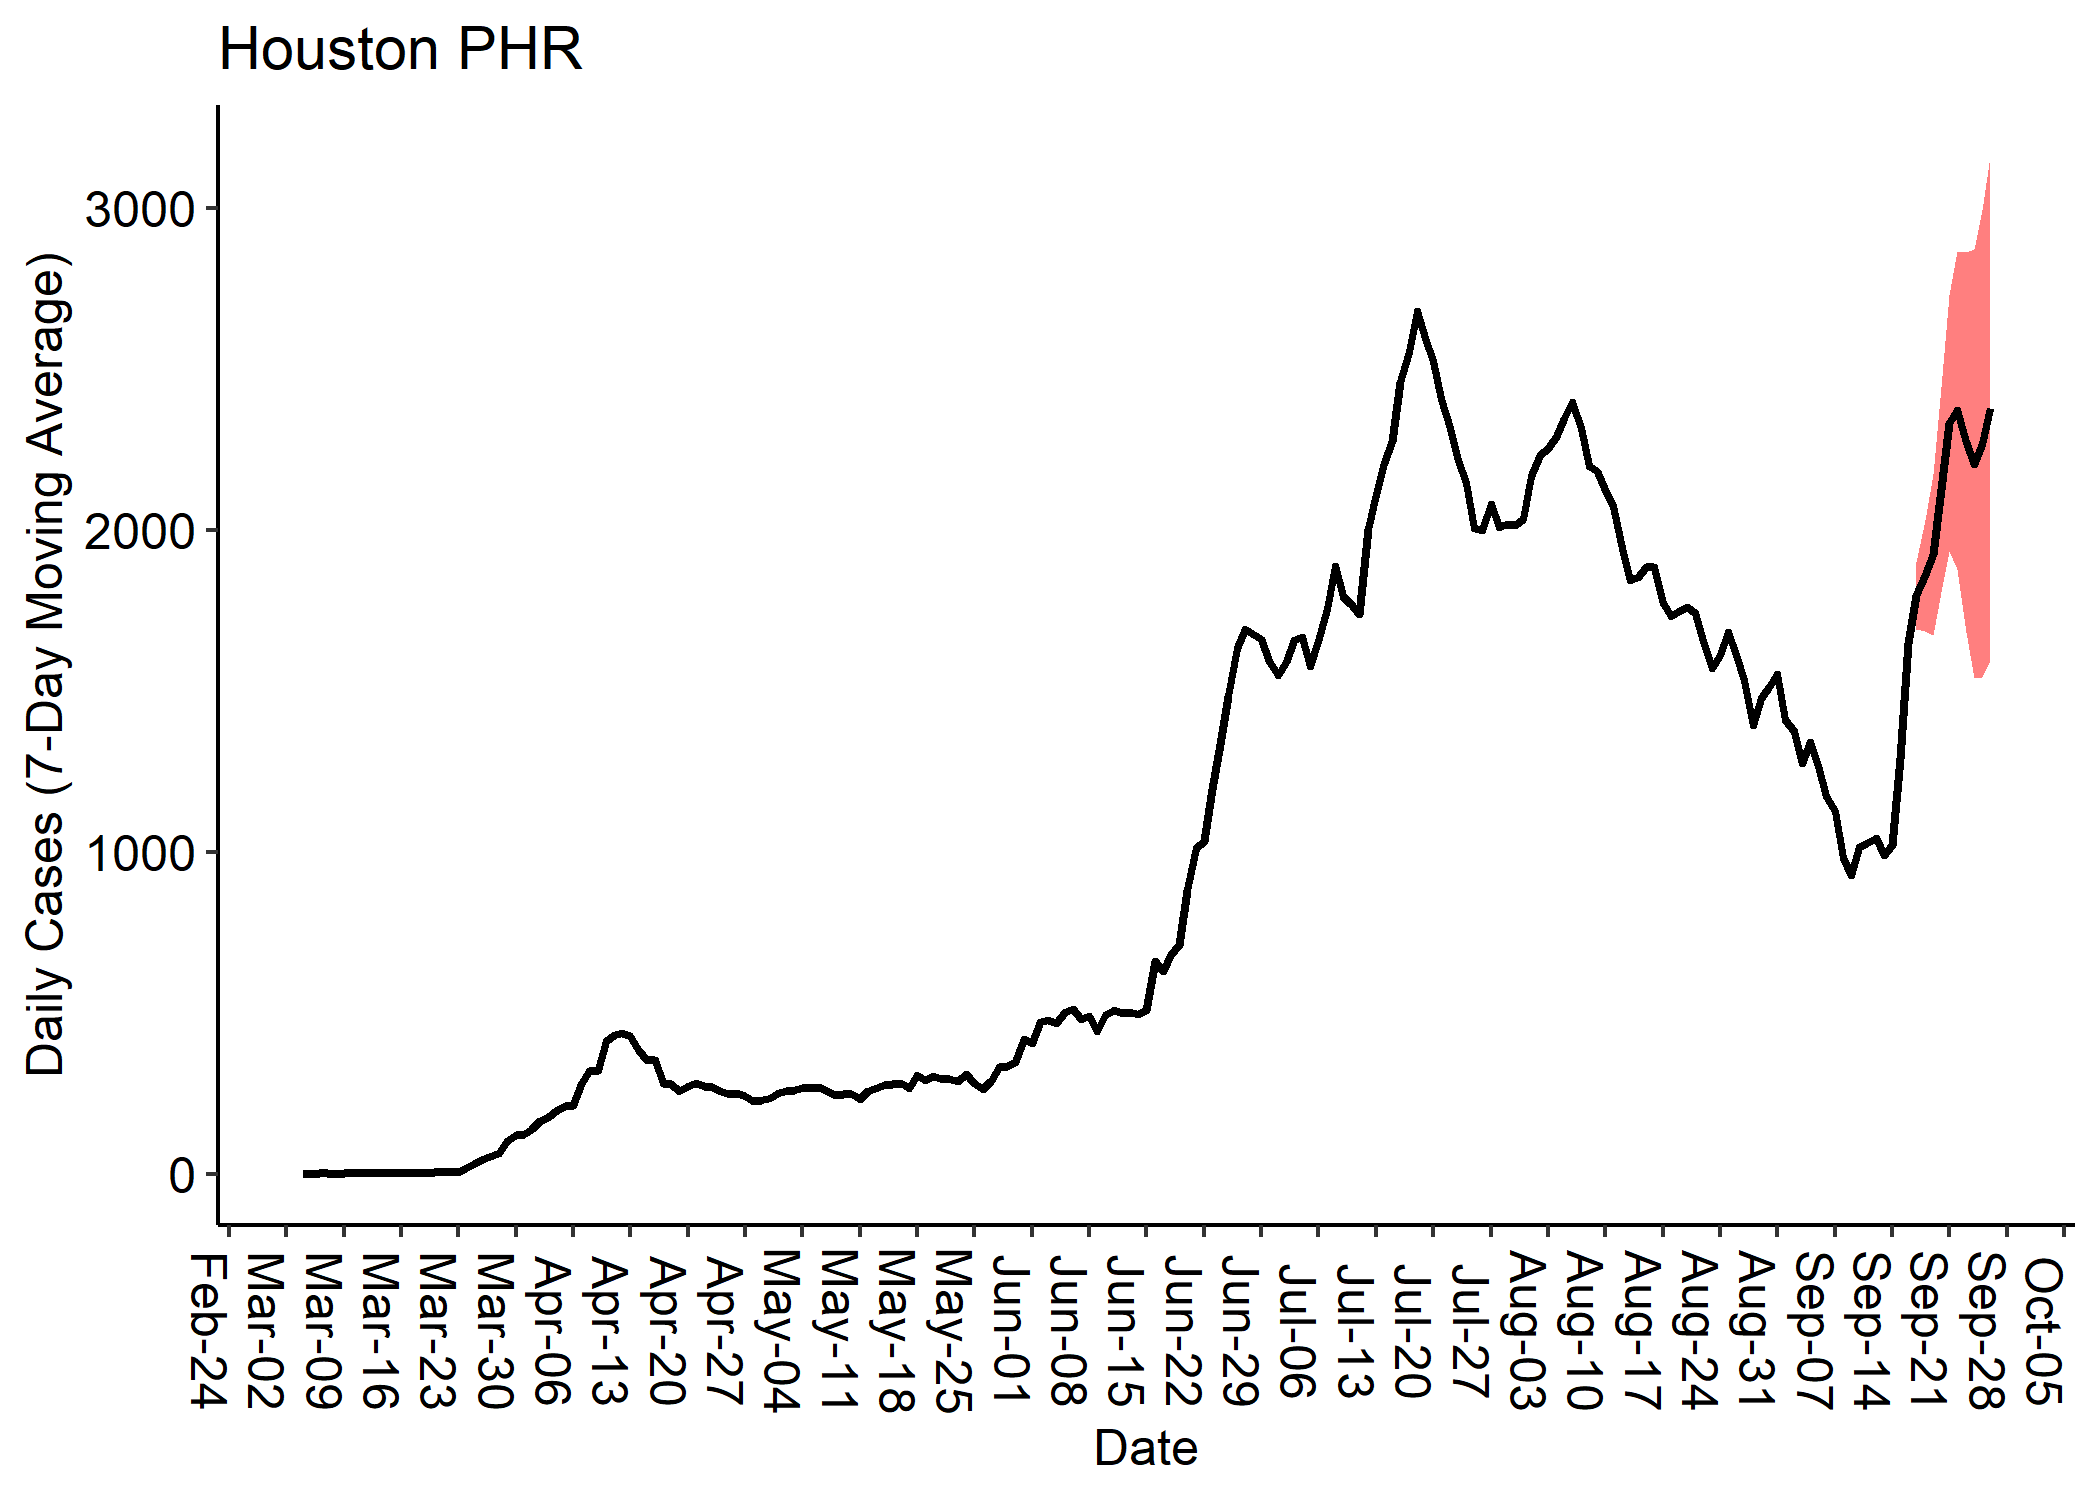 Houston PHR
Daily Cases (7-Day Moving Average)
3000
2000
1000
0
Feb-24
Mar-02
Mar-09
Mar-16
Mar-23
Mar-30
Apr-06
Apr-13
Apr-20
Apr-27
May-04
May-11
May-18
May-25
Jun-01
Jun-08
Jun-15
Jun-22
Jun-29
Jul-06
Jul-13
Jul-20
Jul-27
Aug-03
Aug-10
Aug-17
Aug-24
Aug-31
Sep-07
Sep-14
Sep-21
Sep-28
Oct-05
Date